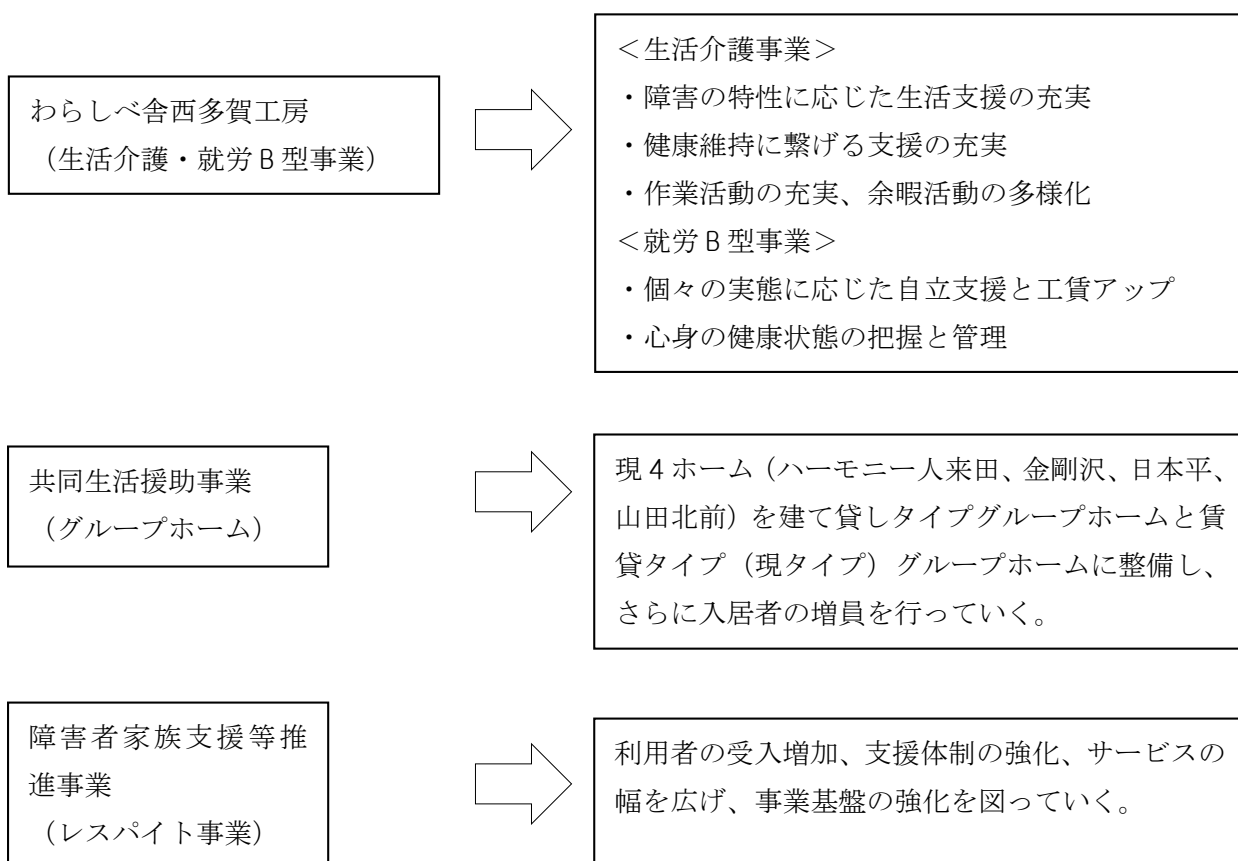 わらしべ舎西多賀工房
（生活介護・就労B型事業）
＜生活介護事業＞
・障害の特性に応じた生活支援の充実
・健康維持に繋げる支援の充実
・作業活動の充実、余暇活動の多様化
＜就労B型事業＞
・個々の実態に応じた自立支援と工賃アップ
・心身の健康状態の把握と管理
共同生活援助事業
（グループホーム）
現4ホーム（ハーモニー人来田、金剛沢、日本平、
山田北前）を建て貸しタイプグループホームと賃
貸タイプ（現タイプ）グループホームに整備し、
さらに入居者の増員を行っていく。
障害者家族支援等推
進事業
（レスパイト事業）
利用者の受入増加、支援体制の強化、サービスの
幅を広げ、事業基盤の強化を図っていく。